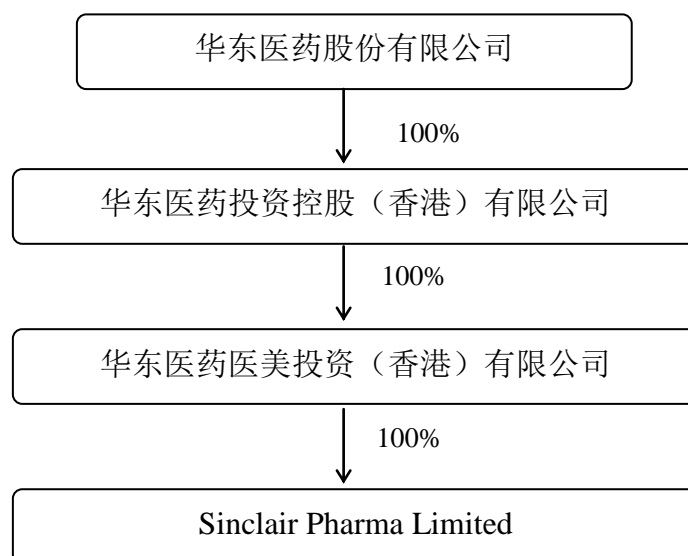 华东医药股份有限公司
100%
华东医药投资控股（香港）有限公司
100%
华东医药医美投资（香港）有限公司
100%
Sinclair Pharma Limited